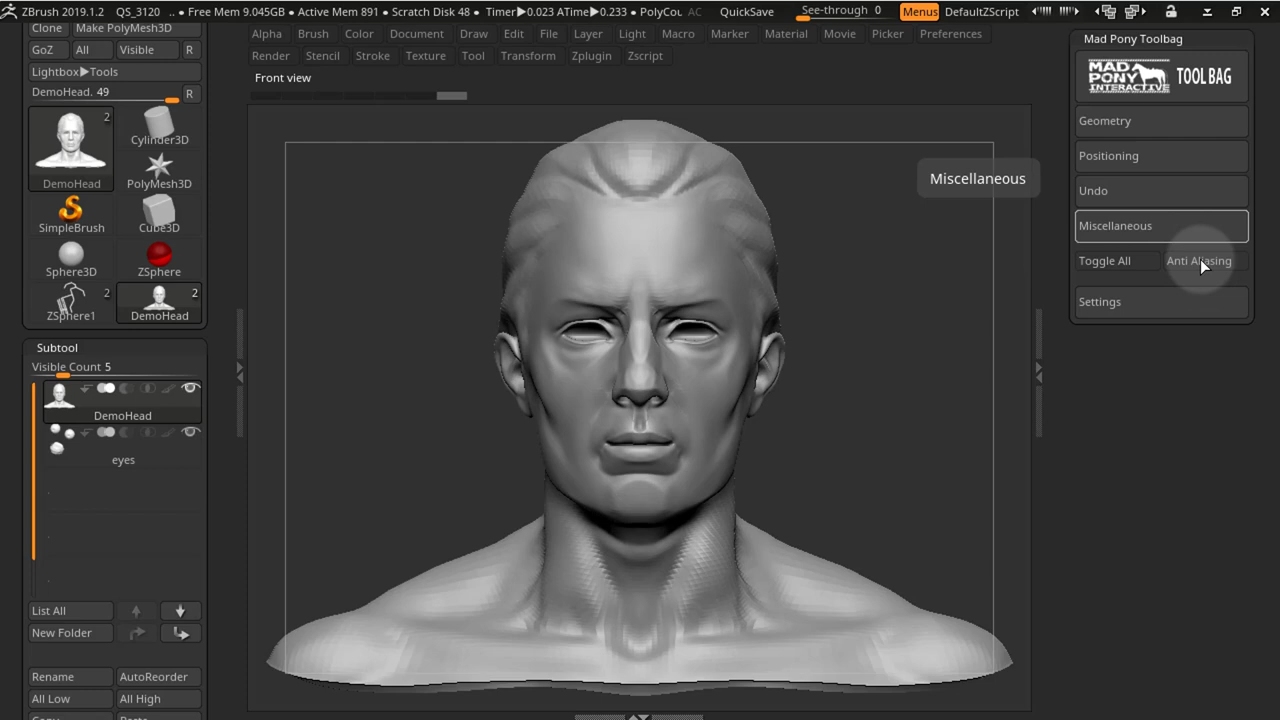 ZBrush 2019.1.2 QS_3120 .. ● Free Mem 9.045GB ● Active Mem 891 ● Scratch Disk 48 ● Timer▶0.023 ATime▶0.233 ● PolyCou AC QuickSave See-through 0 Menus DefaultZScript
Clone Make PolyMesh3D
GoZ All Visible R
Lightbox▶Tools
DemoHead. 49 R
2
DemoHead
Cylinder3D
PolyMesh3D
SimpleBrush Cube3D
Sphere3D ZSphere
2 2
ZSphere1 DemoHead
Subtool
Visible Count 5
DemoHead
eyes
List All
New Folder
Rename AutoReorder
All Low All High
Alpha Brush Color Document Draw Edit File Layer Light Macro Marker Material Movie Picker Preferences
Render Stencil Stroke Texture Tool Transform Zplugin Zscript
Front view
Miscellaneous
Mad Pony Toolbag
MAD PONY INTERACTIVE TOOL BAG
Geometry
Positioning
Undo
Miscellaneous
Toggle All Anti Aliasing
Settings